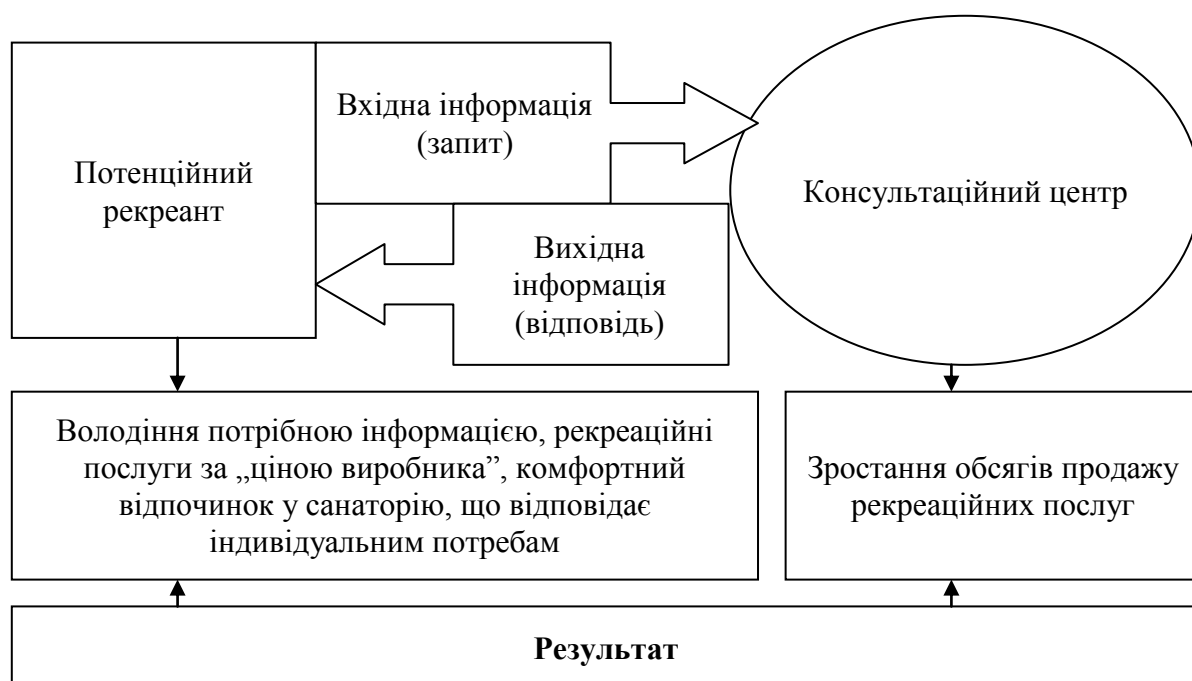 Потенційний
рекреант
Вхідна інформація
(запит)
Консультаційний центр
Вихідна
інформація
(відповідь)
Володіння потрібною інформацією, рекреаційні
послуги за „ціною виробника”, комфортний
відпочинок у санаторію, що відповідає
індивідуальним потребам
Зростання обсягів продажу
рекреаційних послуг
Результат